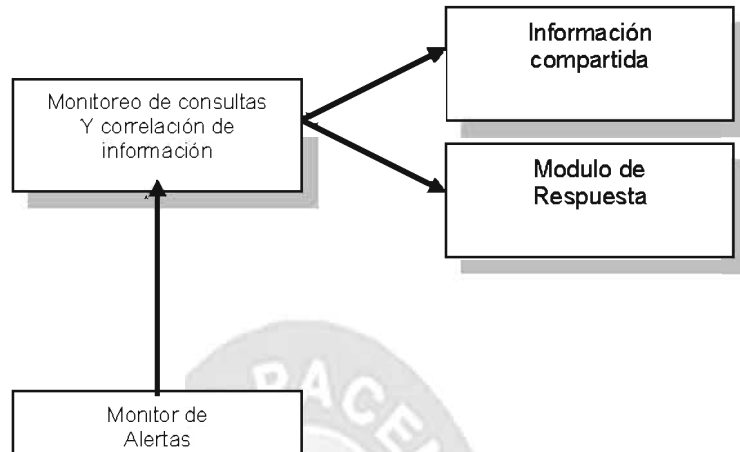 Información
compartida
Monitoreo de consultas
Y correlación de
información
Modulo de
Respuesta
Monitor de
Alertas